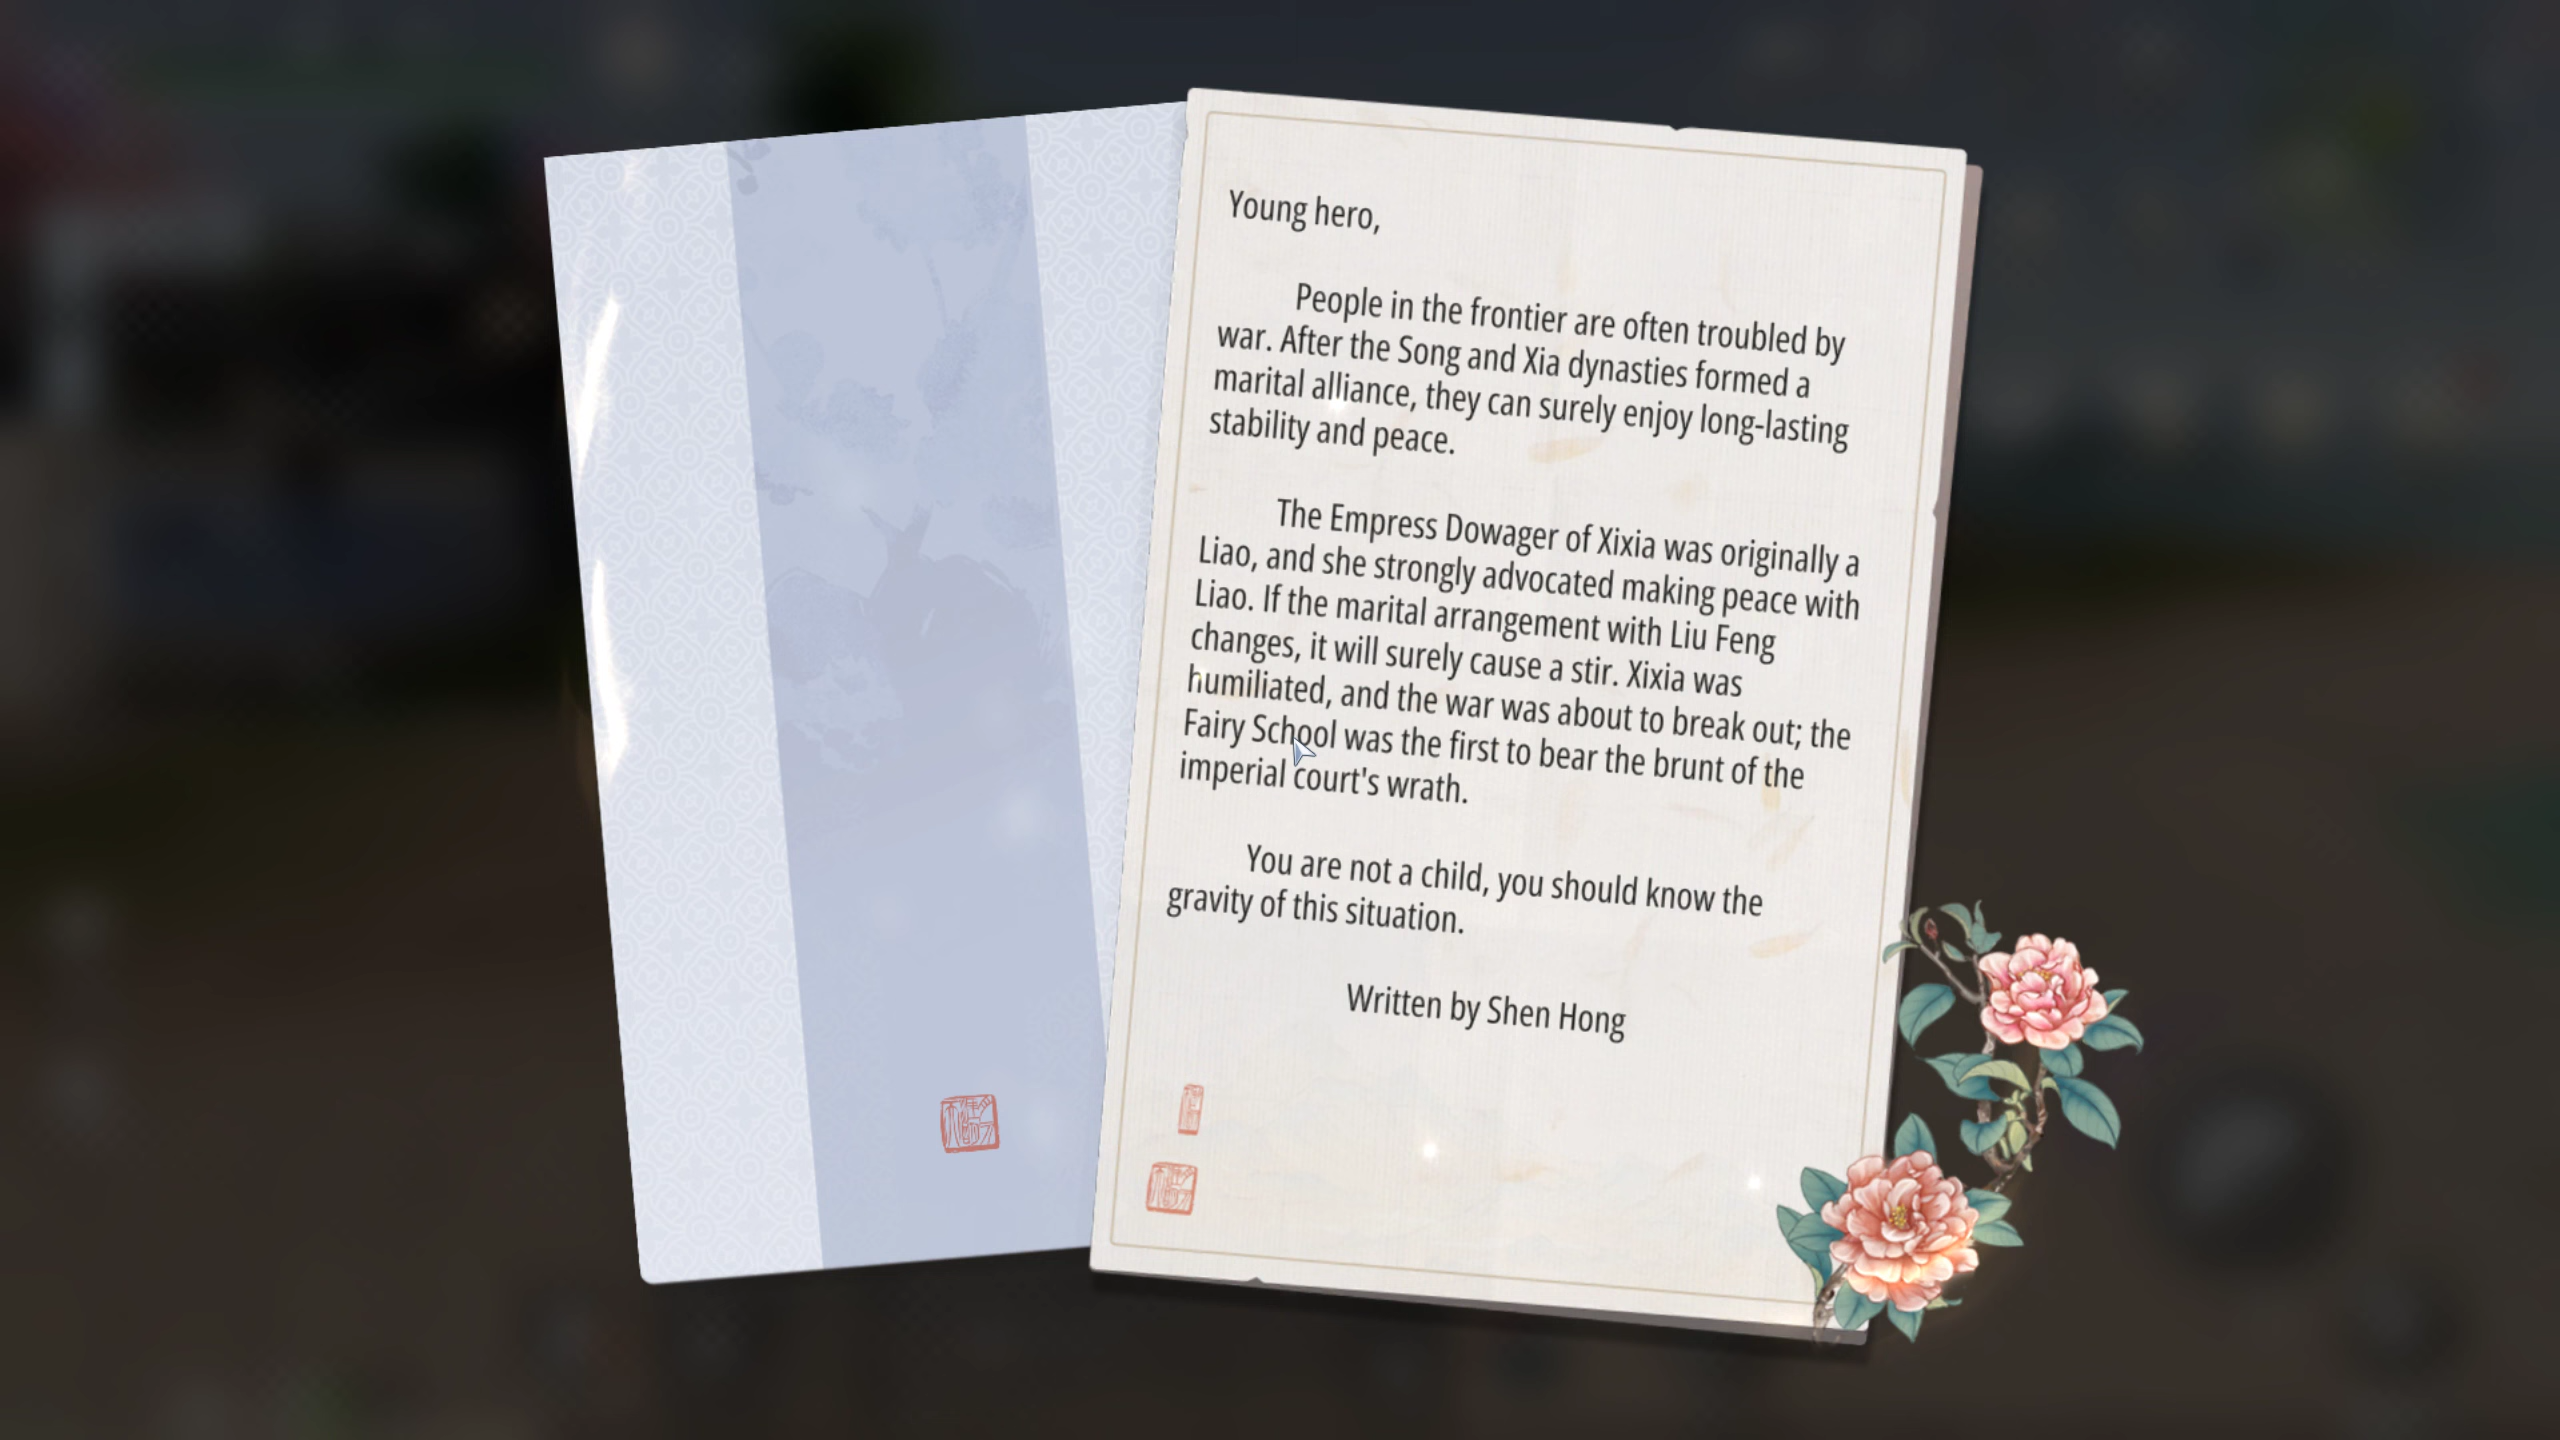 Young hero,
People in the frontier are often troubled by
war. After the Song and Xia dynasties formed a
marital alliance, they can surely enjoy long-lasting
stability and peace.
The Empress Dowager of Xixia was originally a
Liao, and she strongly advocated making peace with
Liao. If the marital arrangement with Liu Feng
changes, it will surely cause a stir. Xixia was
humiliated, and the war was about to break out; the
Fairy School was the first to bear the brunt of the
imperial court's wrath.
You are not a child, you should know the
gravity of this situation.
Written by Shen Hong